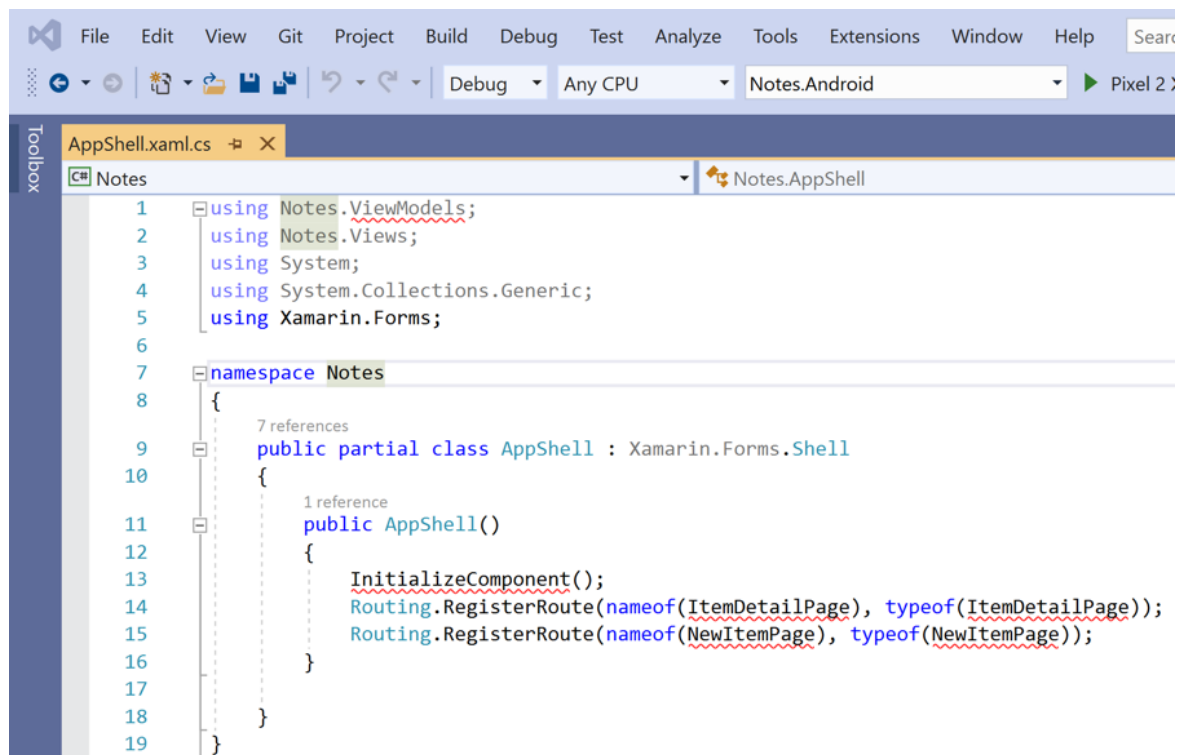 File Edit View Git Project Build Debug Test Analyze Tools Extensions Window Help Sear
Debug Any CPU Notes.Android Pixel 2
Toolbox
AppShell.xaml.cs
C# Notes Notes.AppShell
1 using Notes.ViewModels;
2 using Notes.Views;
3 using System;
4 using System.Collections.Generic;
5 using Xamarin.Forms;
6
7 namespace Notes
8 {
7 references
9 public partial class AppShell : Xamarin.Forms.Shell
10 {
1 reference
11 public AppShell()
12 {
13 InitializeComponent();
14 Routing.RegisterRoute(nameof(ItemDetailPage), typeof(ItemDetailPage));
15 Routing.RegisterRoute(nameof(NewItemPage), typeof(NewItemPage));
16 }
17
18 }
19 }